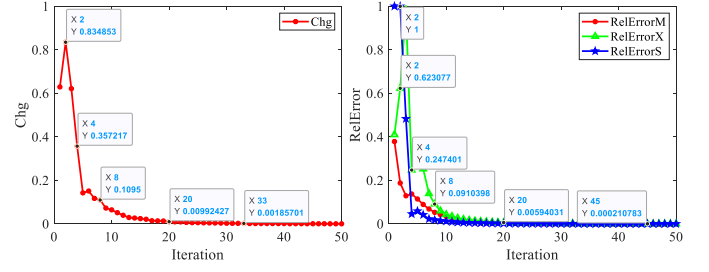 1
0.8
0.6
0.4
0.2
0
Chg
X 2
Y 0.834853
X 4
Y 0.357217
X 8
Y 0.1095
X 20
Y 0.00992427
X 33
Y 0.00185701
Chg
0 10 20 30 40 50
Iteration
1
0.8
0.6
0.4
0.2
0
RelError
X 2
Y 1
X 2
Y 0.623077
X 4
Y 0.247401
X 8
Y 0.0910398
X 20
Y 0.00594031
X 45
Y 0.000210783
RelErrorM
RelErrorX
RelErrorS
0 10 20 30 40 50
Iteration